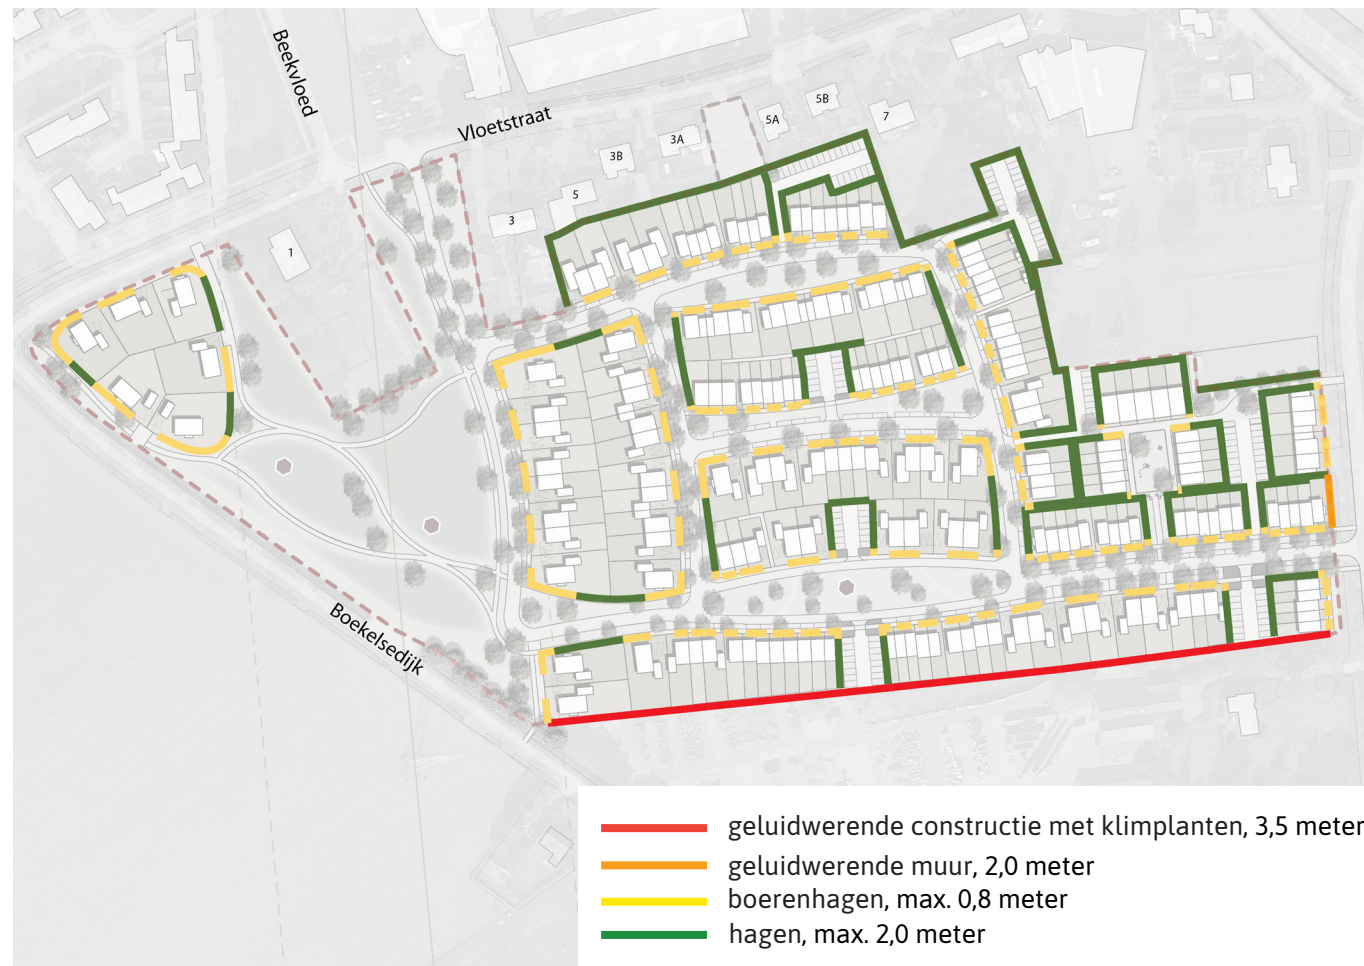 Beekvloed
Vloetstraat
5B
5A
7
3A
3B
5
3
1
Boekelsedijk
geluidwerende constructie met klimplanten, 3,5 meter
geluidwerende muur, 2,0 meter
boerenhagen, max. 0,8 meter
hagen, max. 2,0 meter